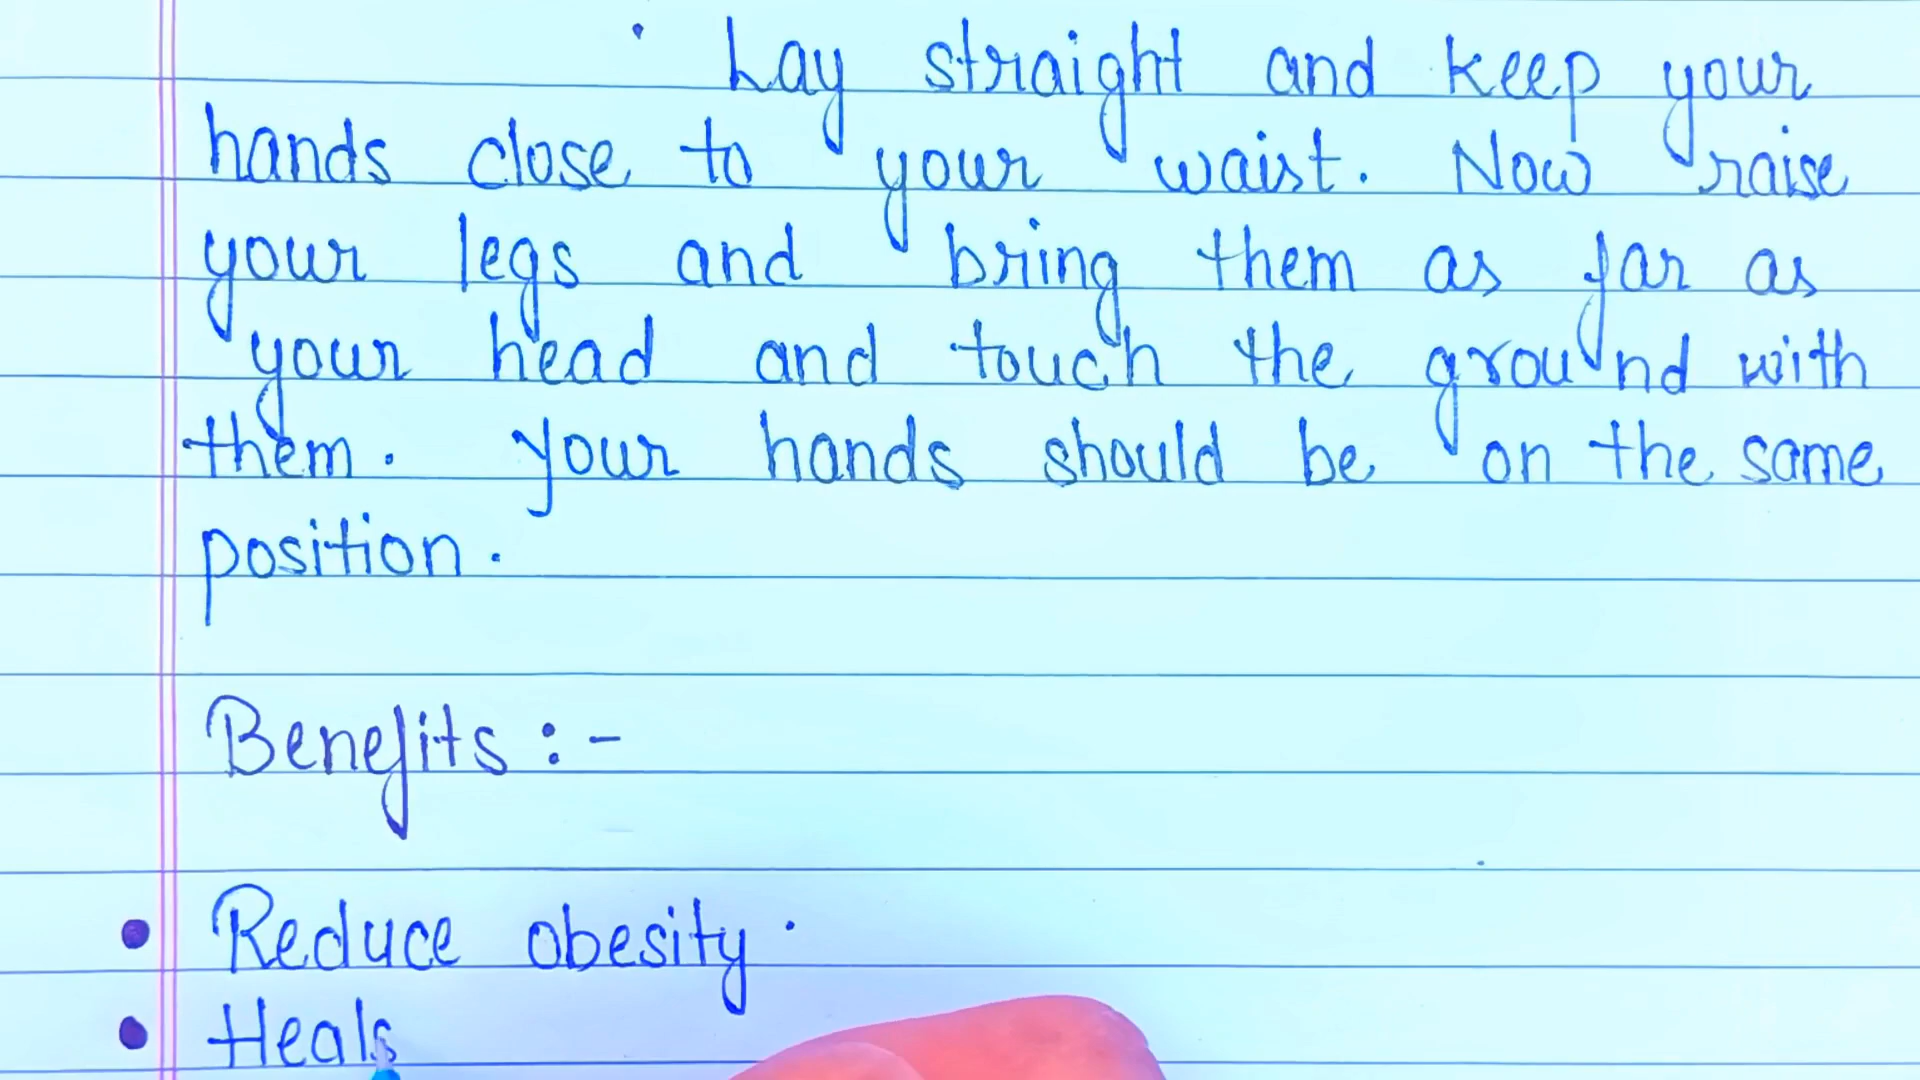 Lay straight and keep your
hands close to your waist. Now raise
your legs and bring them as far as
your head and touch the ground with
them. Your hands should be on the same
position.
Benefits :-
• Reduce obesity.
• Heals